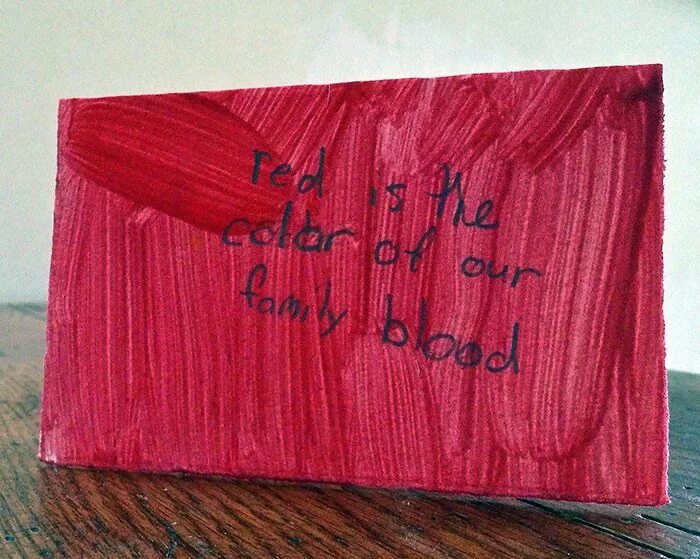 red is the
color of our
family blood